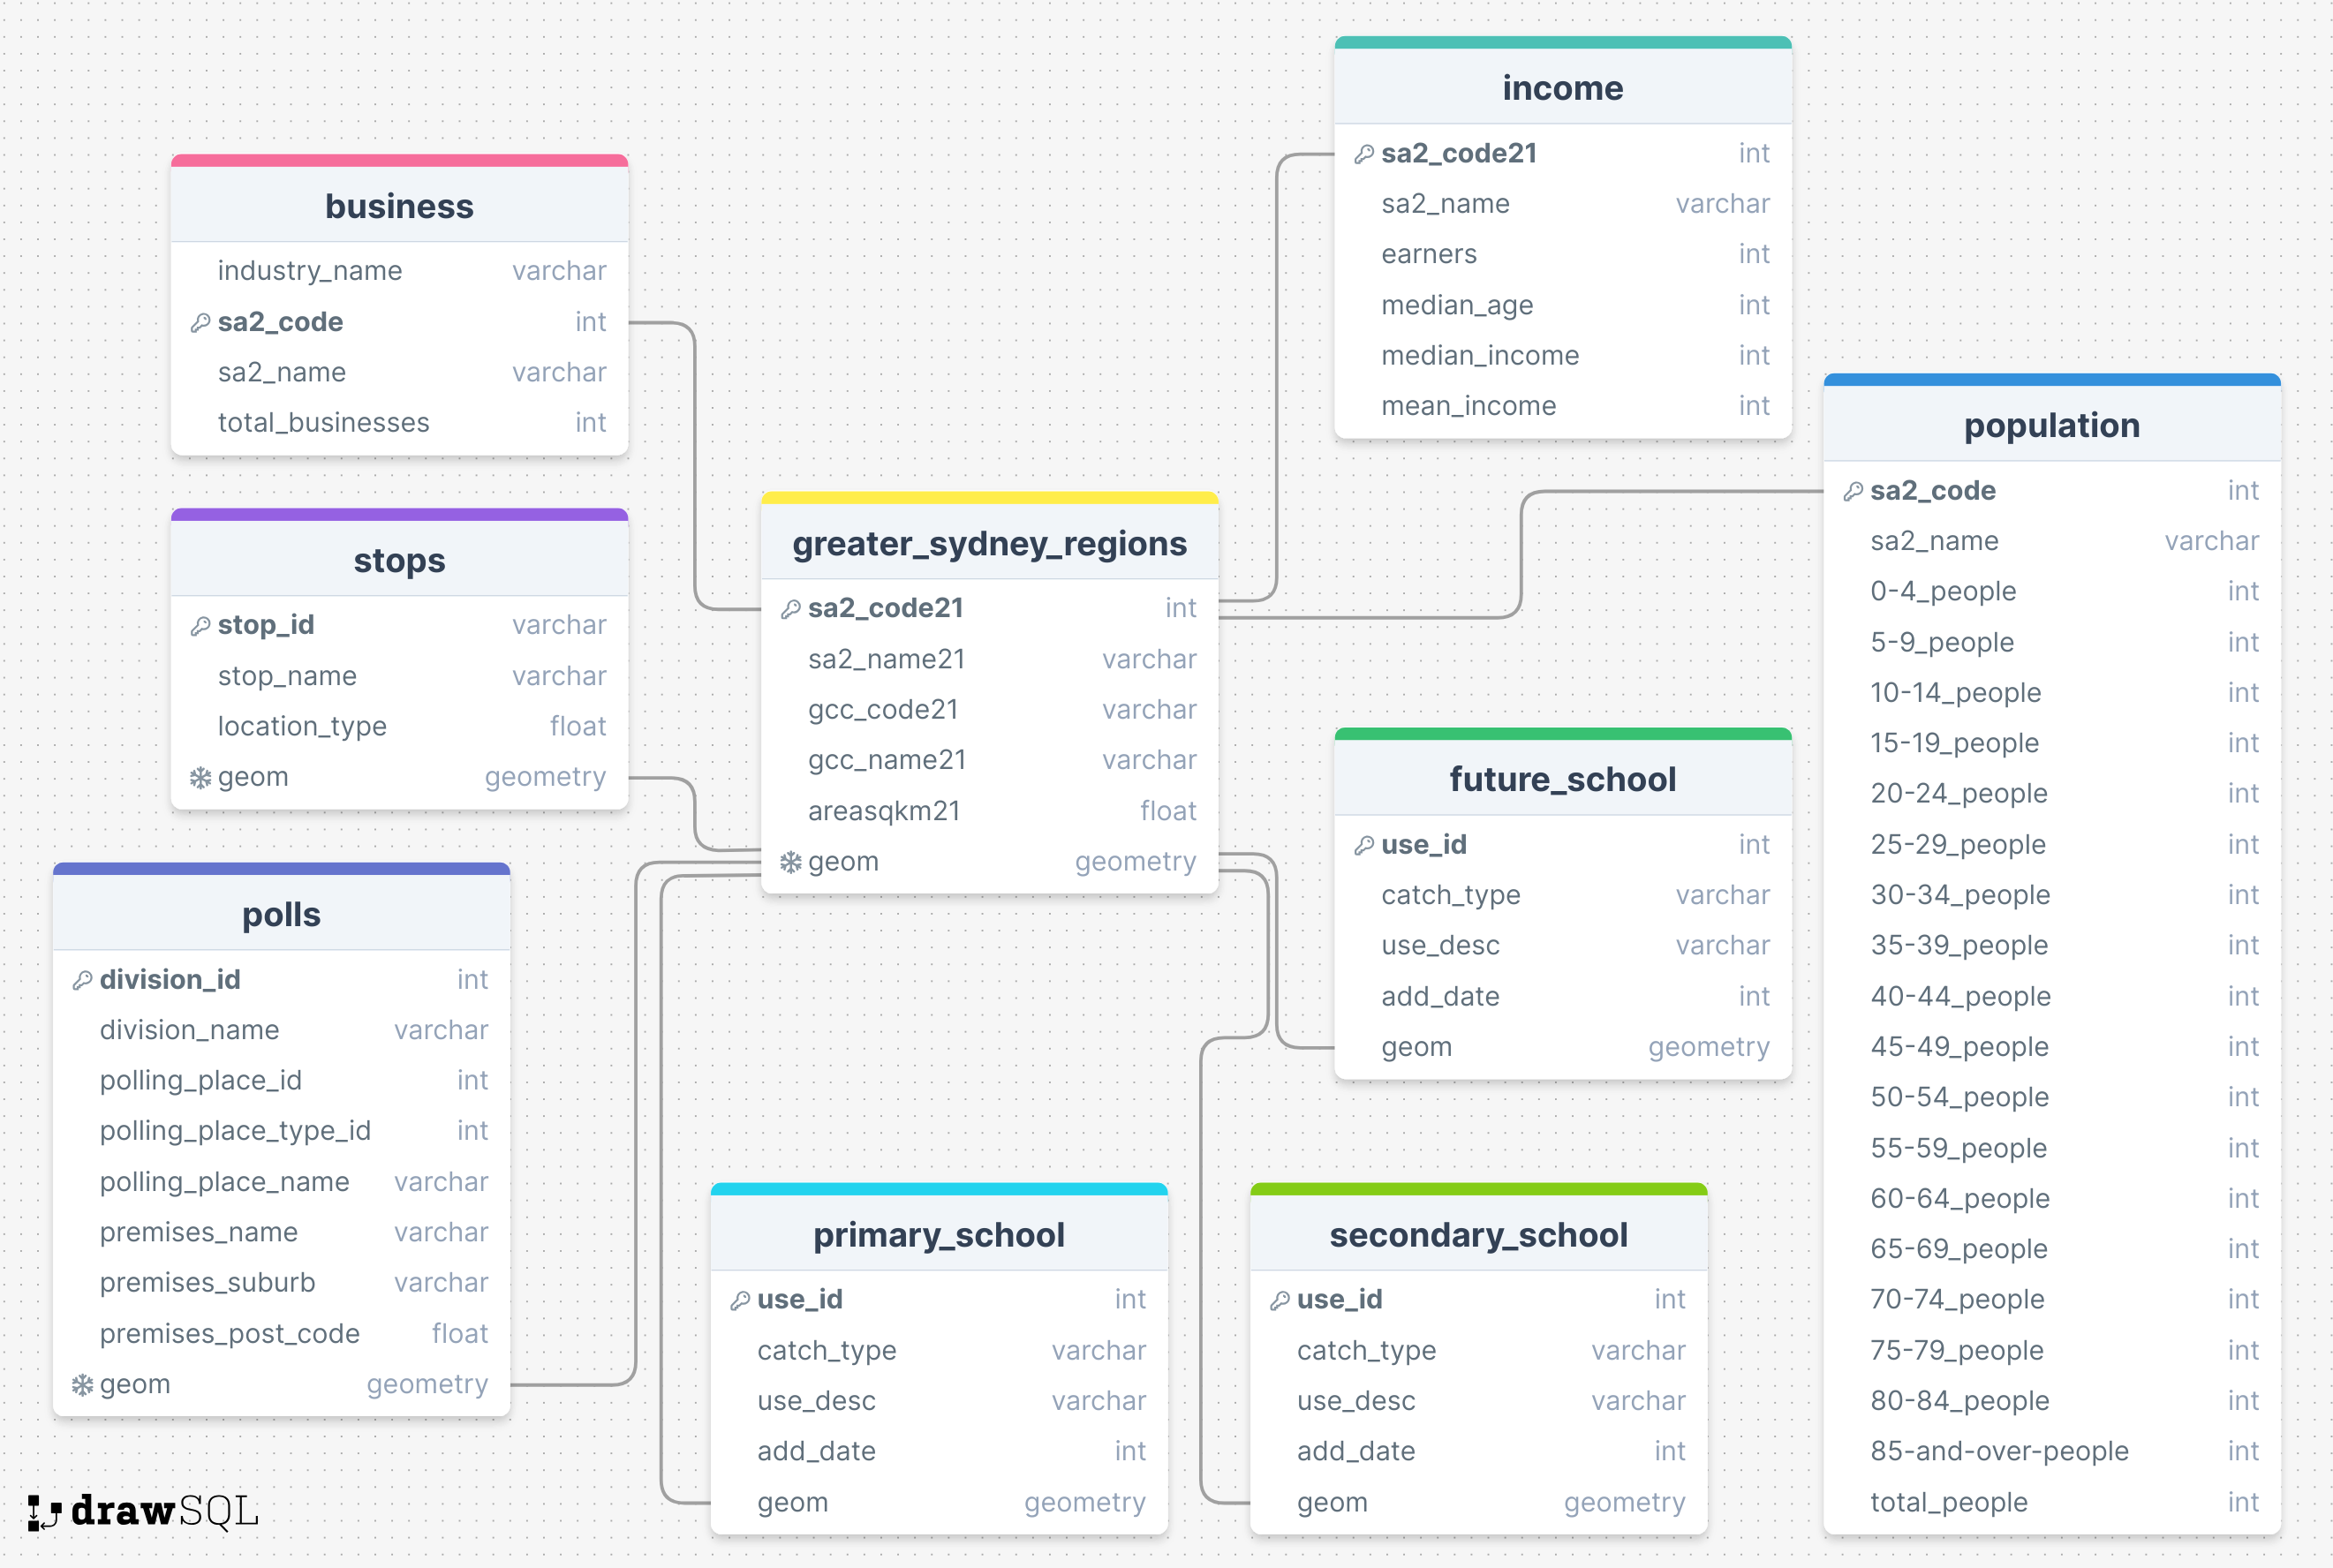 income
sa2_code21 int
sa2_name varchar
earners int
median_age int
median_income int
mean_income int
business
industry_name varchar
sa2_code int
sa2_name varchar
total_businesses int
population
sa2_code int
sa2_name varchar
0-4_people int
5-9_people int
10-14_people int
15-19_people int
20-24_people int
25-29_people int
30-34_people int
35-39_people int
40-44_people int
45-49_people int
50-54_people int
55-59_people int
60-64_people int
65-69_people int
70-74_people int
75-79_people int
80-84_people int
85-and-over-people int
total_people int
greater_sydney_regions
sa2_code21 int
sa2_name21 varchar
gcc_code21 varchar
gcc_name21 varchar
areasqkm21 float
geom geometry
stops
stop_id varchar
stop_name varchar
location_type float
geom geometry
future_school
use_id int
catch_type varchar
use_desc varchar
add_date int
geom geometry
polls
division_id int
division_name varchar
polling_place_id int
polling_place_type_id int
polling_place_name varchar
premises_name varchar
premises_suburb varchar
premises_post_code float
geom geometry
primary_school
use_id int
catch_type varchar
use_desc varchar
add_date int
geom geometry
secondary_school
use_id int
catch_type varchar
use_desc varchar
add_date int
geom geometry
drawSQL